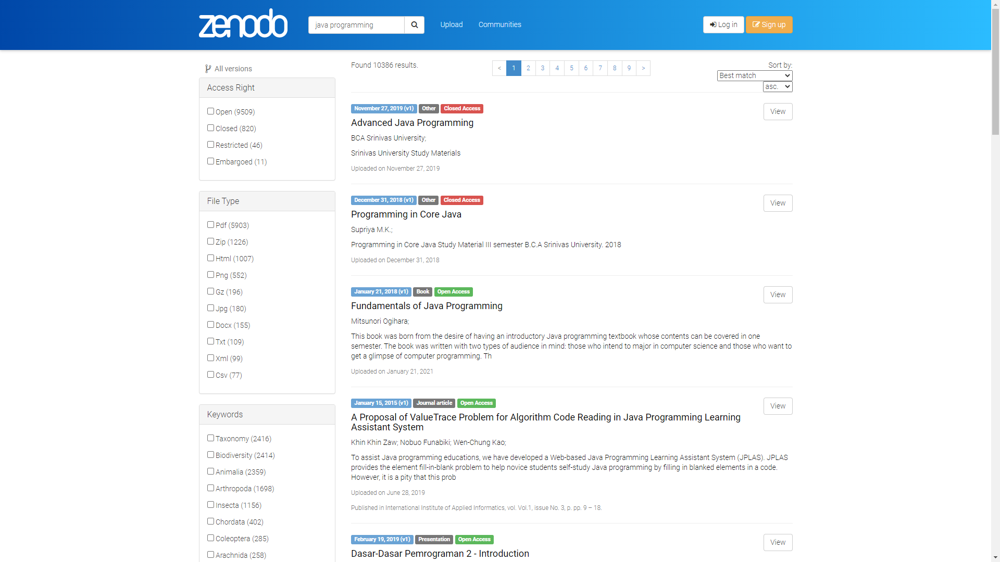 zenodo
java programming
Upload
Communities
Log in
Sign up
All versions
Access Right
Open (9509)
Closed (820)
Restricted (46)
Embargoed (11)
File Type
Pdf (5903)
Zip (1226)
Html (1007)
Png (552)
Gz (196)
Jpg (180)
Docx (155)
Txt (109)
Xml (99)
Csv (77)
Keywords
Taxonomy (2416)
Biodiversity (2414)
Animalia (2359)
Arthropoda (1698)
Insecta (1156)
Chordata (402)
Coleoptera (285)
Arachnida (258)
Found 10386 results.
< 1 2 3 4 5 6 7 8 9 >
Sort by:
Best match
asc.
November 27, 2019 (v1) Other Closed Access
View
Advanced Java Programming
BCA Srinivas University;
Srinivas University Study Materials
Uploaded on November 27, 2019
December 31, 2018 (v1) Other Closed Access
View
Programming in Core Java
Supriya M.K.;
Programming in Core Java Study Material III semester B.C.A Srinivas University. 2018
Uploaded on December 31, 2018
January 21, 2018 (v1) Book Open Access
View
Fundamentals of Java Programming
Mitsunori Ogihara;
This book was born from the desire of having an introductory Java programming textbook whose contents can be covered in one
semester. The book was written with two types of audience in mind: those who intend to major in computer science and those who want to
get a glimpse of computer programming. Th
Uploaded on January 21, 2021
January 15, 2015 (v1) Journal article Open Access
View
A Proposal of ValueTrace Problem for Algorithm Code Reading in Java Programming Learning
Assistant System
Khin Khin Zaw; Nobuo Funabiki; Wen-Chung Kao;
To assist Java programming educations, we have developed a Web-based Java Programming Learning Assistant System (JPLAS). JPLAS
provides the element fill-in-blank problem to help novice students self-study Java programming by filling in blanked elements in a code.
However, it is a pity that this prob
Uploaded on June 28, 2019
Published in International Institute of Applied Informatics, vol. Vol.1, issue No. 3, p. pp. 9 – 18.
February 19, 2019 (v1) Presentation Open Access
View
Dasar-Dasar Pemrograman 2 - Introduction